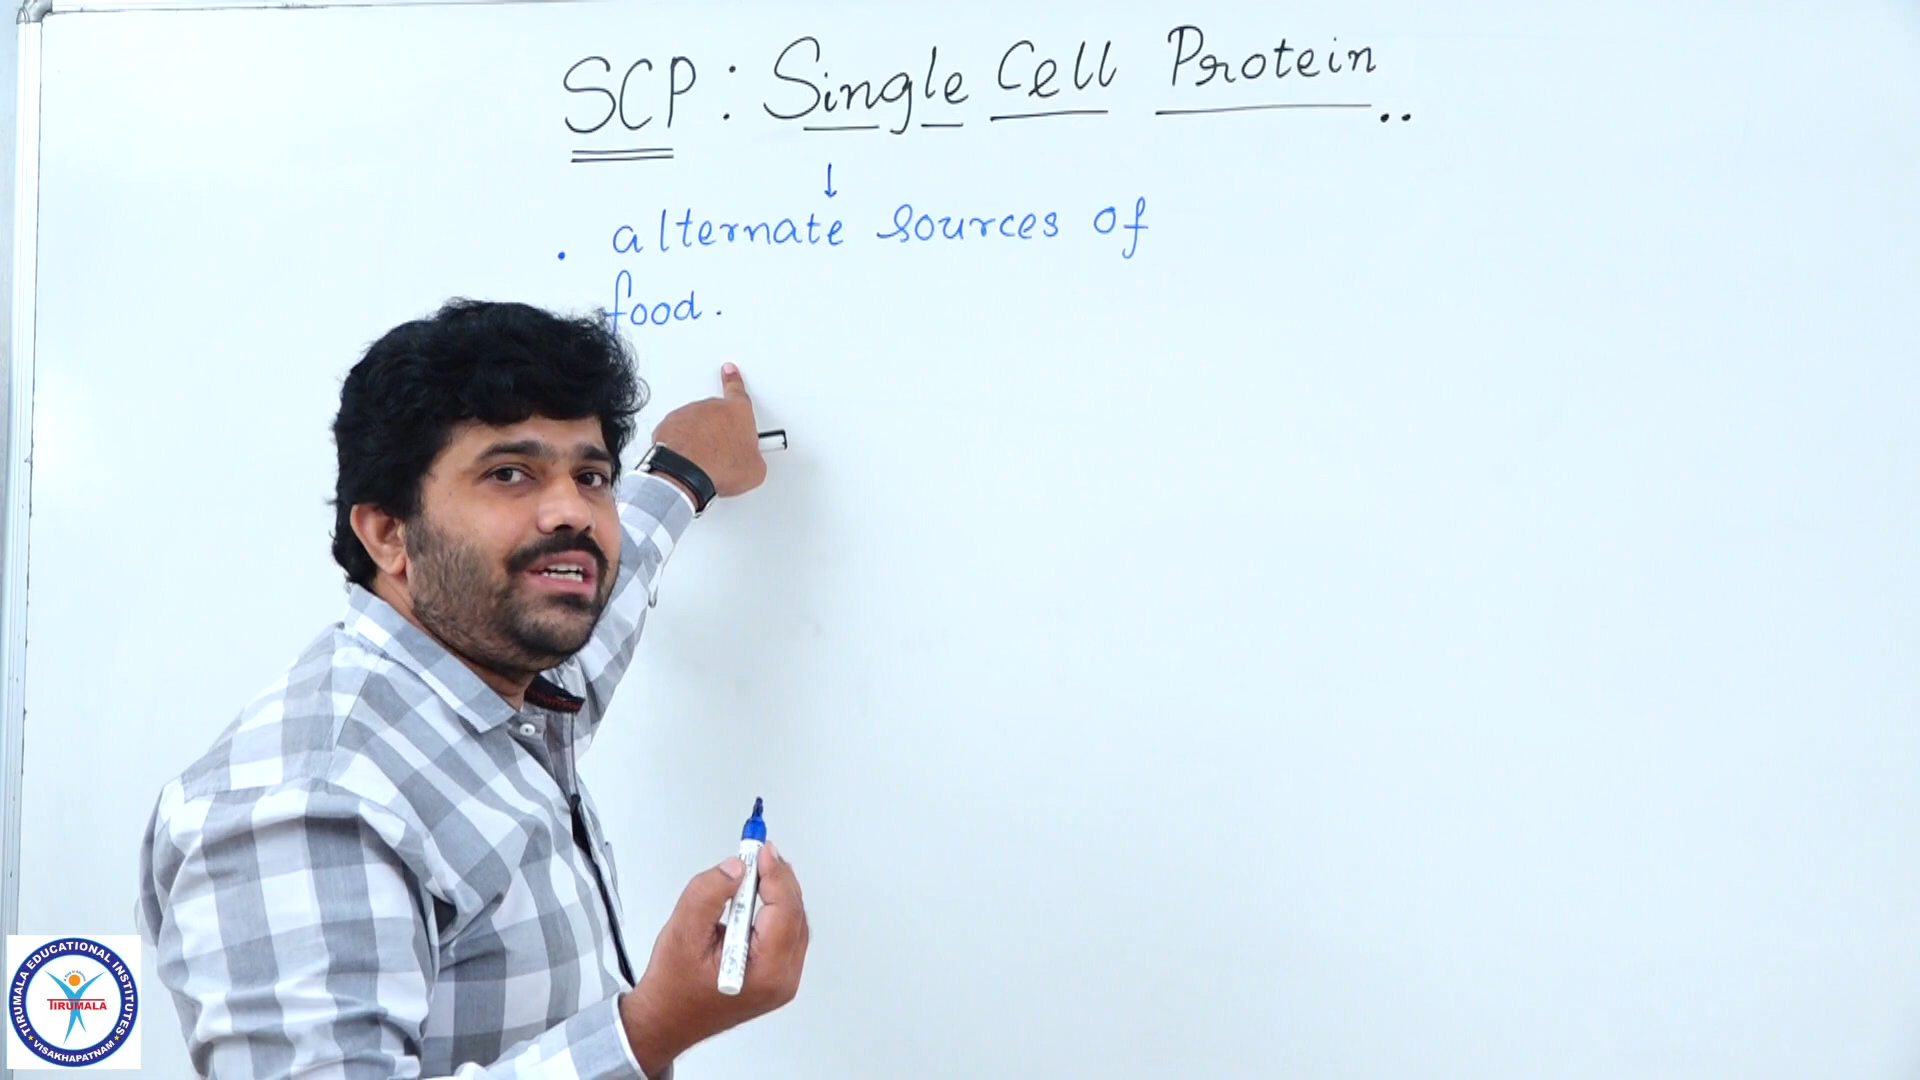 SCP : Single Cell Protein..
↓
. alternate sources of
food.
TIRUMALA EDUCATIONAL INSTITUTES
TIRUMALA
★ VISAKHAPATNAM ★